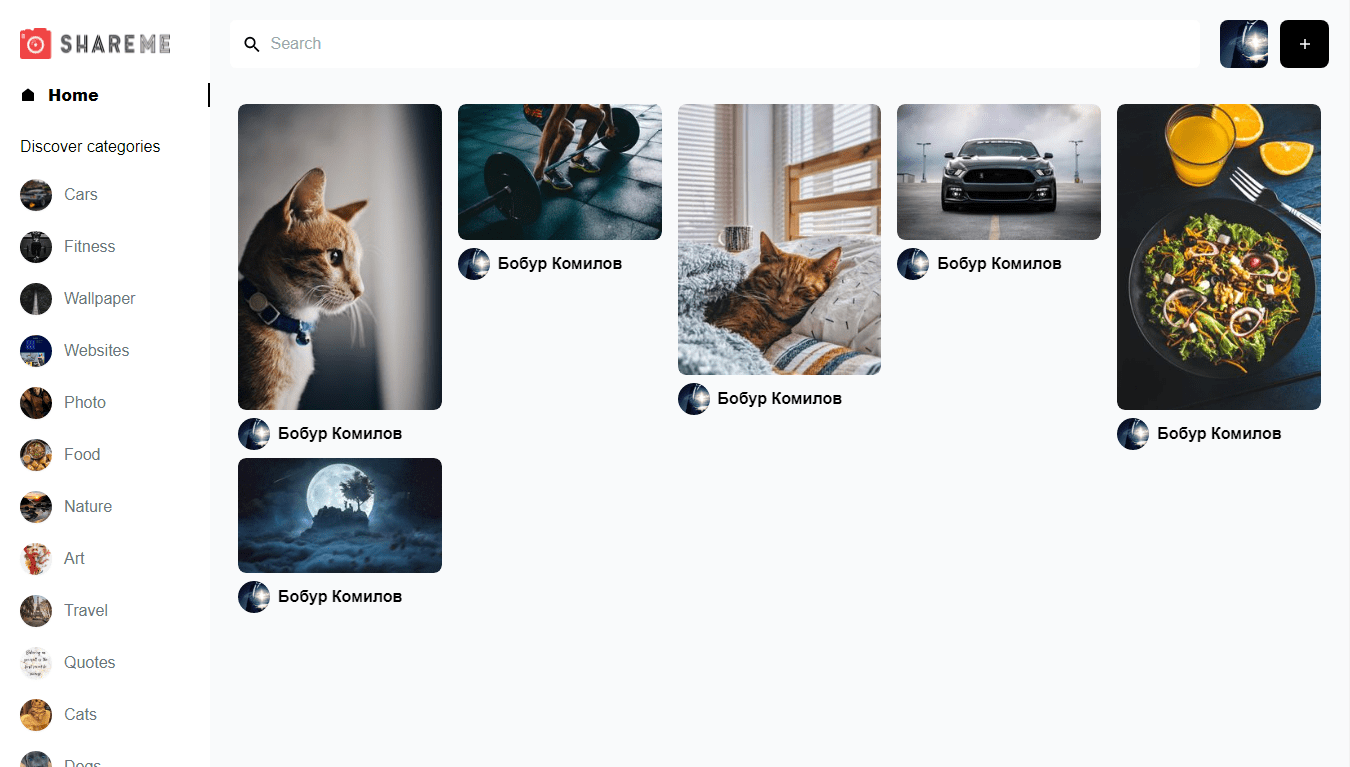 SHAREME
Search
+
Home
Discover categories
Cars
Fitness
Wallpaper
Websites
Photo
Food
Nature
Art
Travel
Quotes
Cats
Dogs
Бобур Комилов
Бобур Комилов
Бобур Комилов
Бобур Комилов
Бобур Комилов
Бобур Комилов